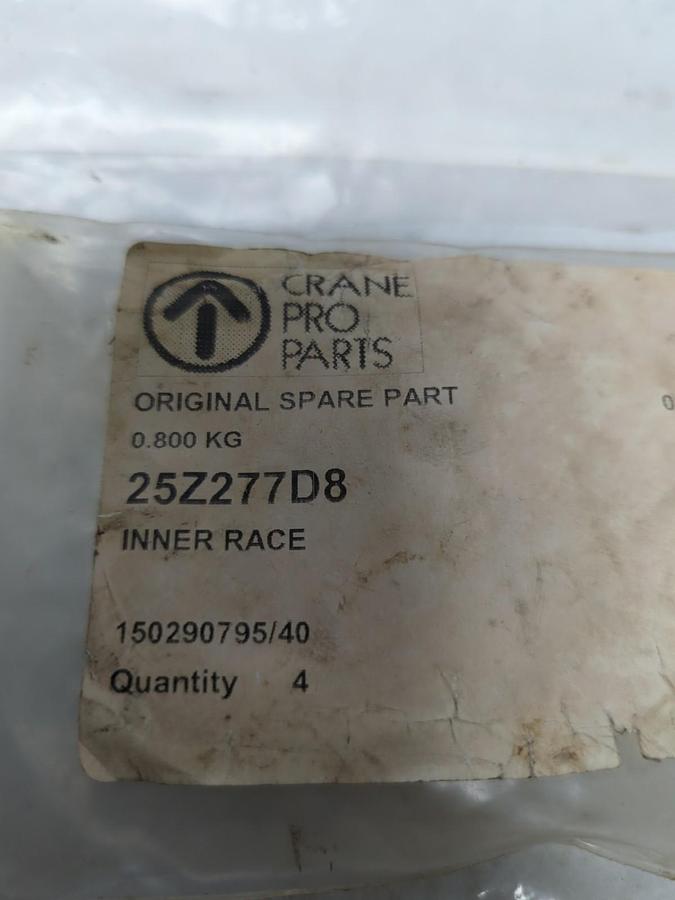 CRANE
PRO
PARTS
ORIGINAL SPARE PART
0.800 KG
25Z277D8
INNER RACE
150290795/40
Quantity 4